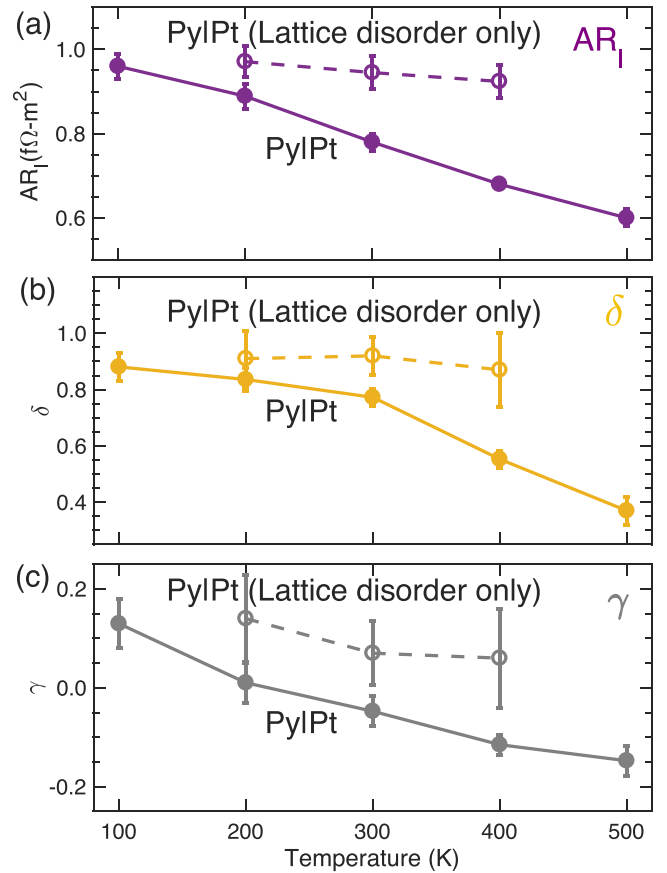 (a)
Py|Pt (Lattice disorder only)
AR_I
1.0
0.8
0.6
AR_I(fΩ-m²)
Py|Pt
(b)
Py|Pt (Lattice disorder only)
δ
1.0
0.8
0.6
0.4
δ
Py|Pt
(c)
Py|Pt (Lattice disorder only)
γ
0.2
0.0
-0.2
γ
Py|Pt
100 200 300 400 500
Temperature (K)